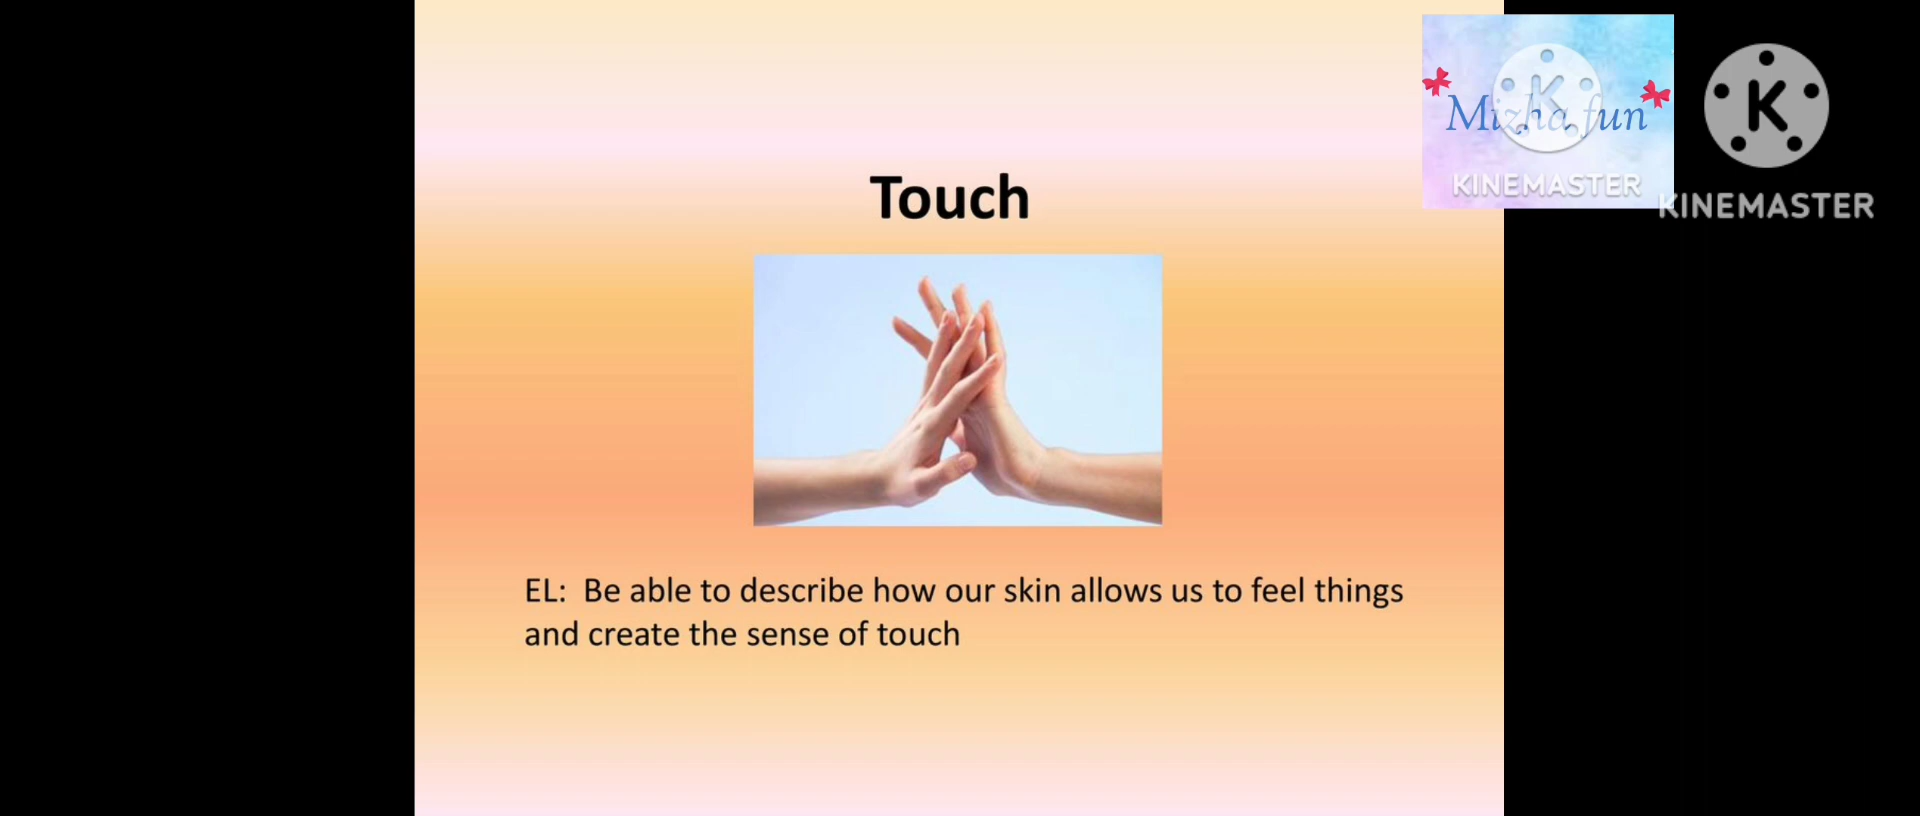 Touch
EL:  Be able to describe how our skin allows us to feel things
and create the sense of touch
Mizha fun
K
KINEMASTER
K
KINEMASTER